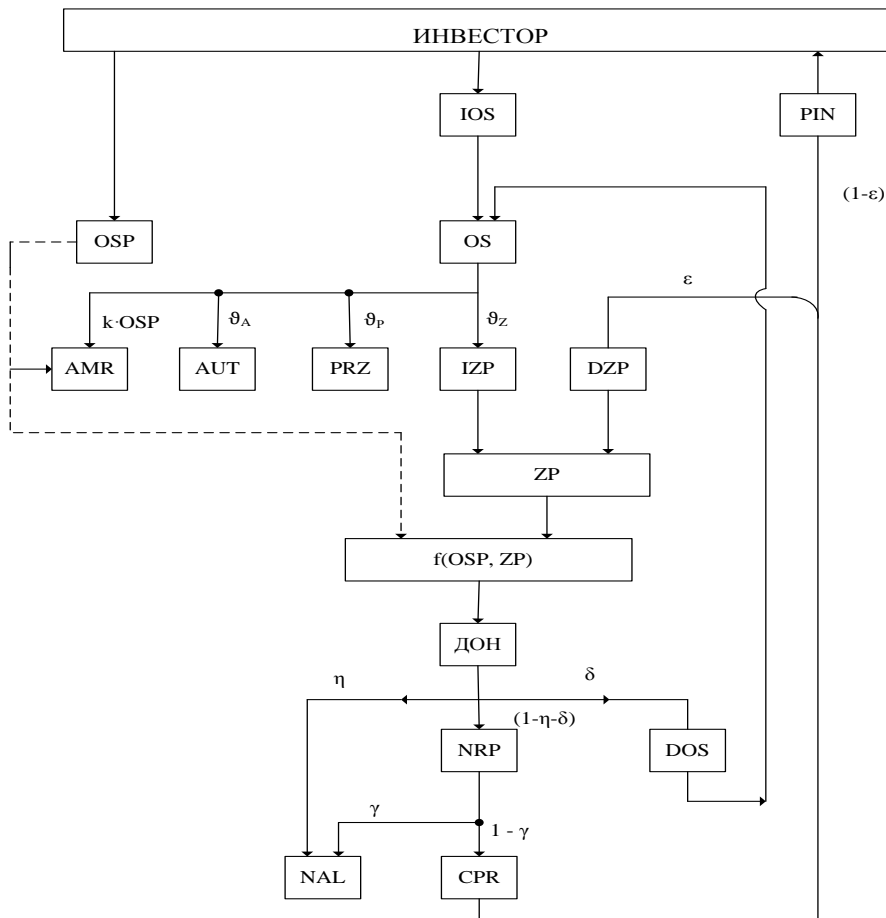 ИНВЕСТОР
IOS
PIN
(1-ε)
OSP
OS
ε
k·OSP
ϑA
ϑP
ϑZ
AMR
AUT
PRZ
IZP
DZP
ZP
f(OSP, ZP)
ДОН
η
δ
(1-η-δ)
NRP
DOS
γ
1 - γ
NAL
CPR